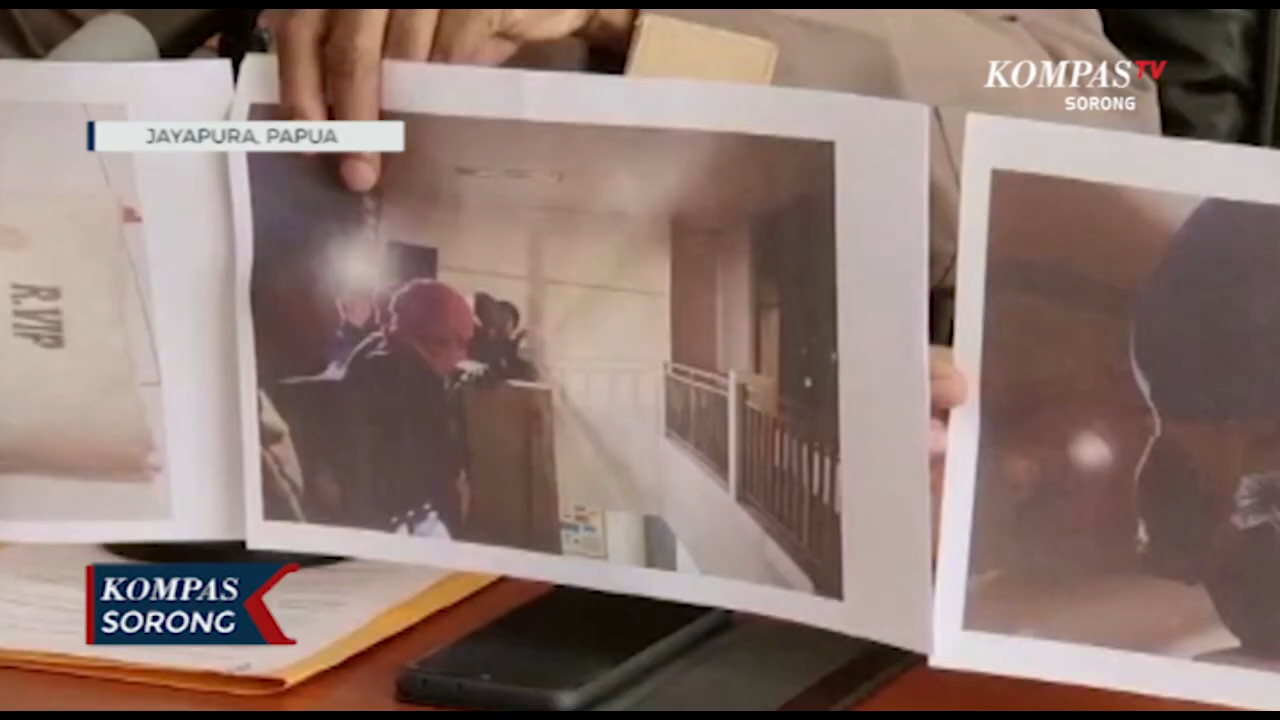 KOMPASTV
SORONG
JAYAPURA, PAPUA
R.VIP
KOMPAS
SORONG